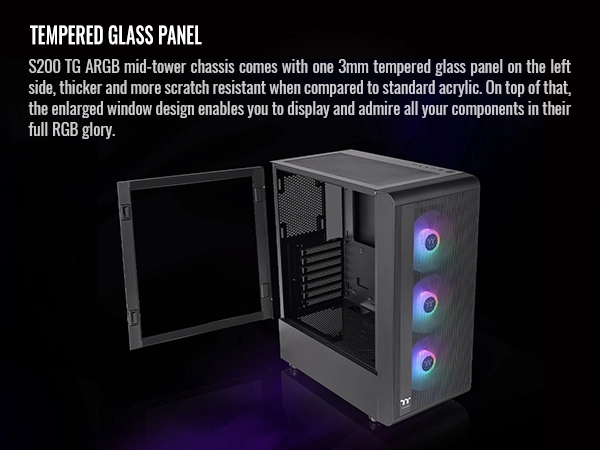 TEMPERED GLASS PANEL
S200 TG ARGB mid-tower chassis comes with one 3mm tempered glass panel on the left
side, thicker and more scratch resistant when compared to standard acrylic. On top of that,
the enlarged window design enables you to display and admire all your components in their
full RGB glory.